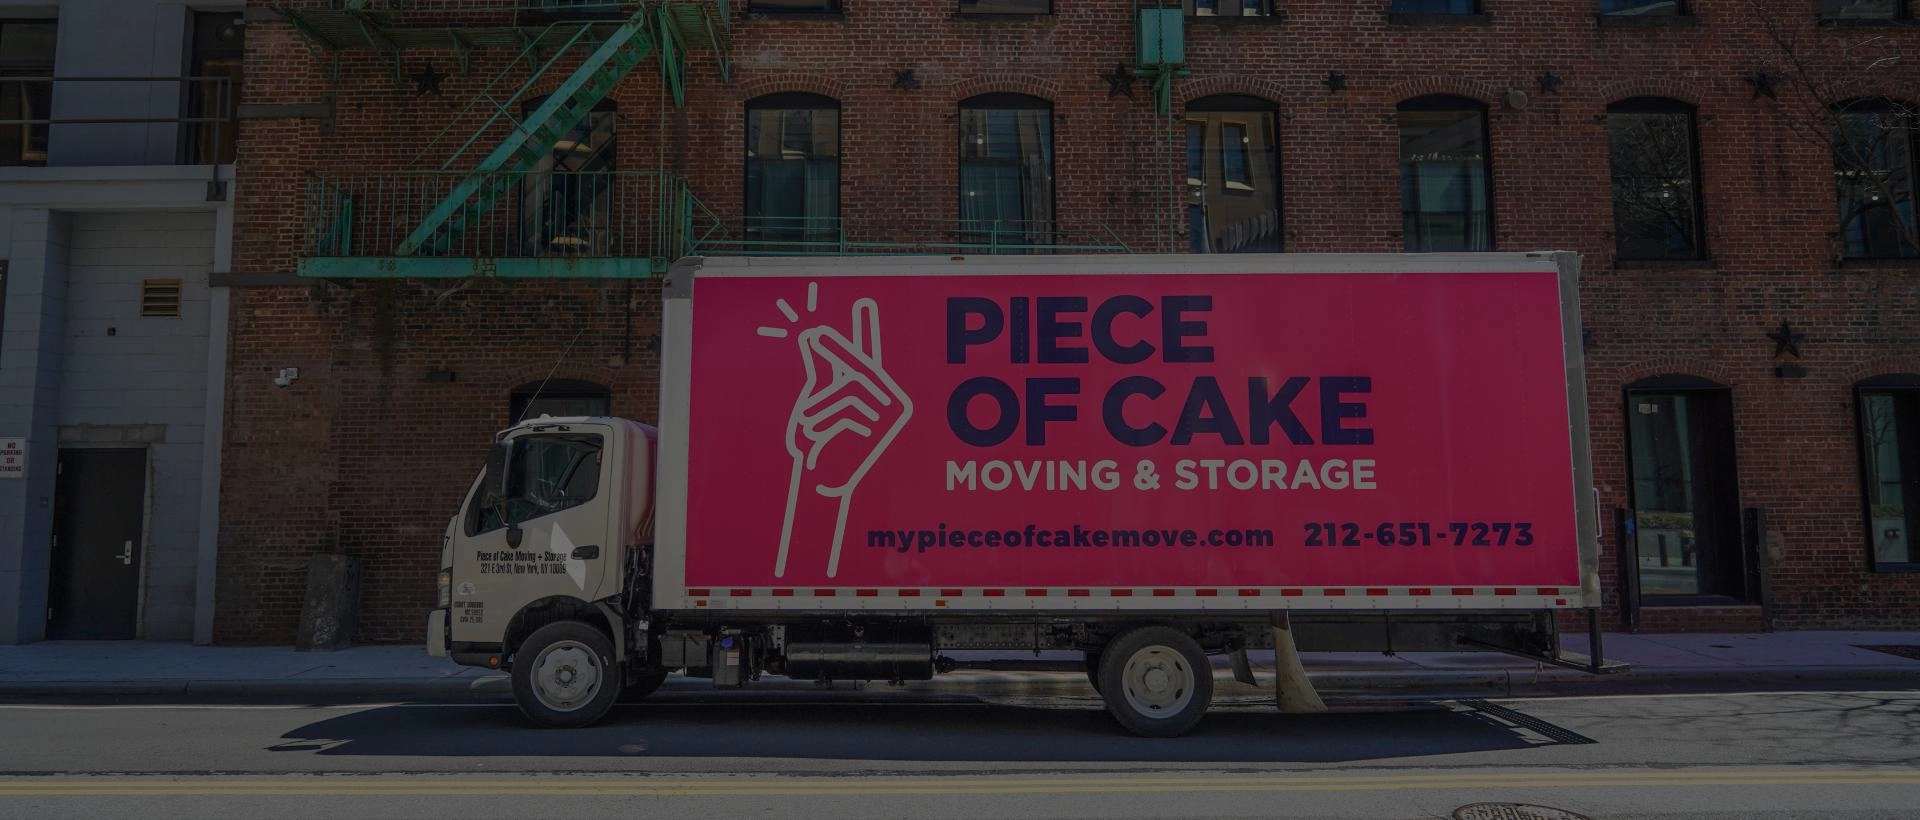 PIECE
OF CAKE
MOVING & STORAGE
mypieceofcakemove.com 212-651-7273
Piece of Cake Moving + Storage
321 E 3rd St, New York, NY 10009
NO
PARKING
OR
STANDING